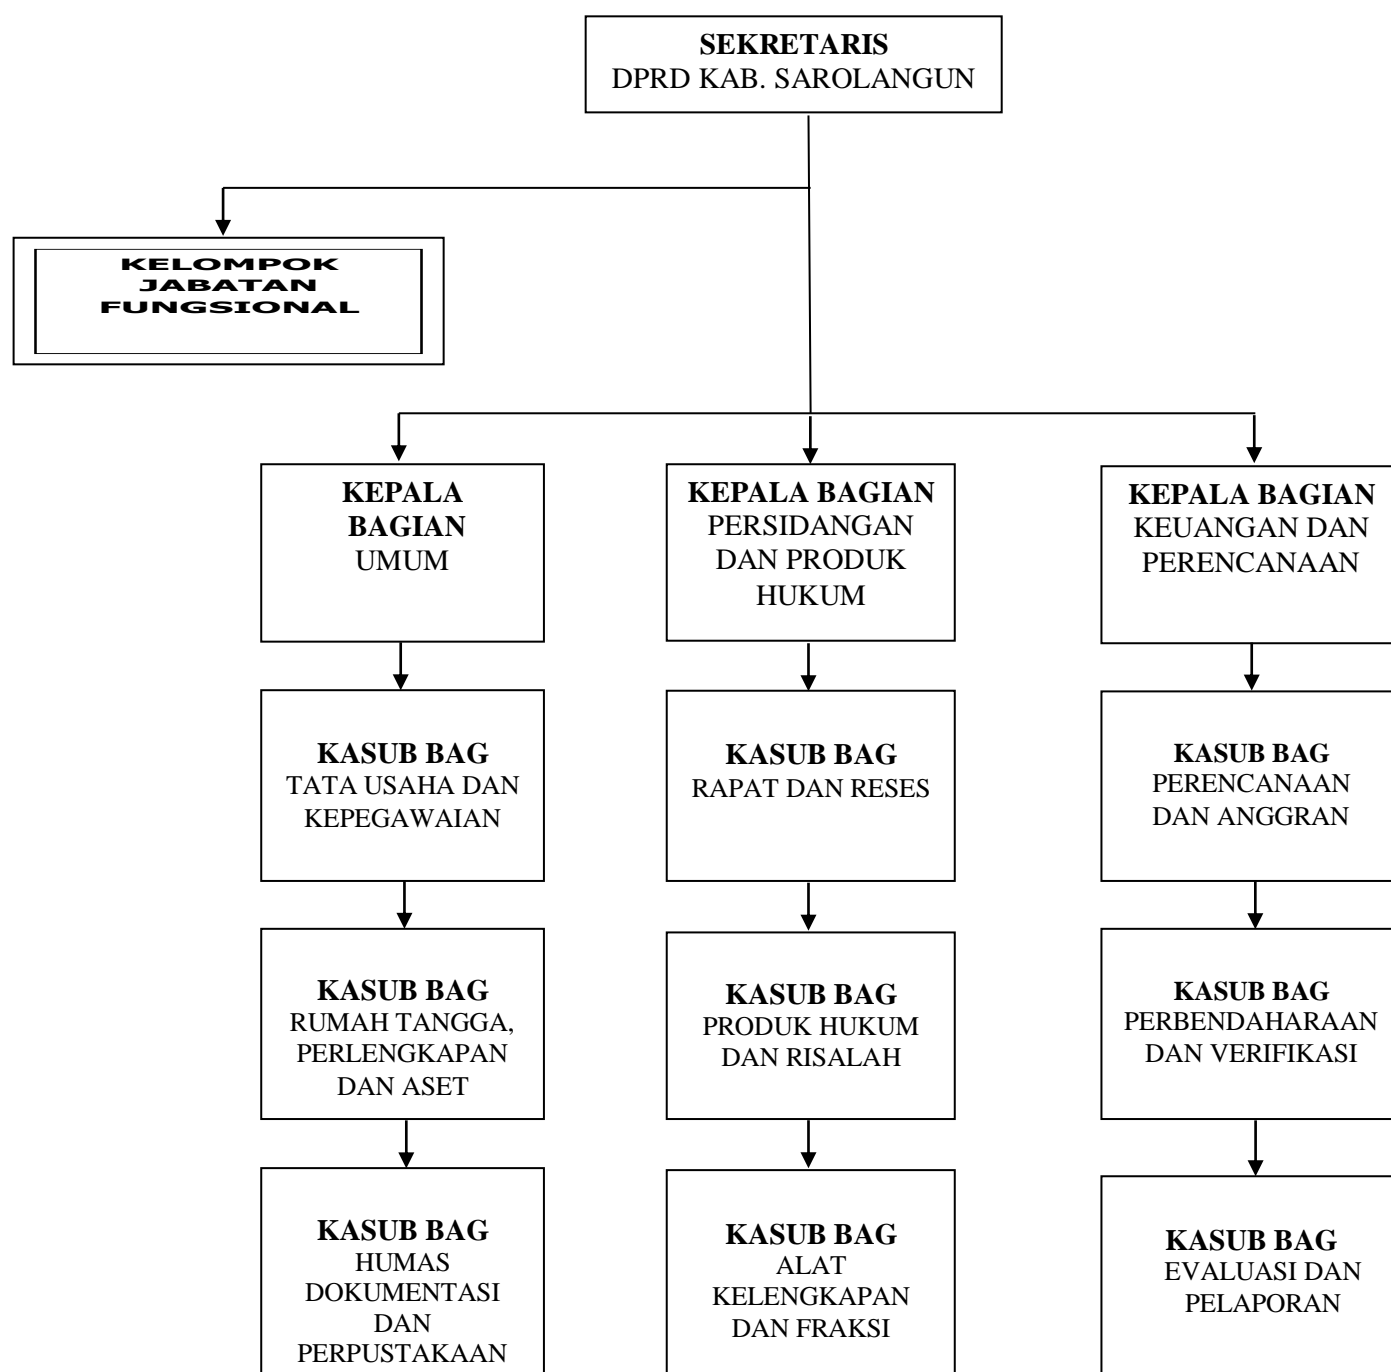 SEKRETARIS
DPRD KAB. SAROLANGUN
KELOMPOK
JABATAN
FUNGSIONAL
KEPALA
BAGIAN
UMUM
KEPALA BAGIAN
PERSIDANGAN
DAN PRODUK
HUKUM
KEPALA BAGIAN
KEUANGAN DAN
PERENCANAAN
KASUB BAG
TATA USAHA DAN
KEPEGAWAIAN
KASUB BAG
RAPAT DAN RESES
KASUB BAG
PERENCANAAN
DAN ANGGRAN
KASUB BAG
RUMAH TANGGA,
PERLENGKAPAN
DAN ASET
KASUB BAG
PRODUK HUKUM
DAN RISALAH
KASUB BAG
PERBENDAHARAAN
DAN VERIFIKASI
KASUB BAG
HUMAS
DOKUMENTASI
DAN
PERPUSTAKAAN
KASUB BAG
ALAT
KELENGKAPAN
DAN FRAKSI
KASUB BAG
EVALUASI DAN
PELAPORAN